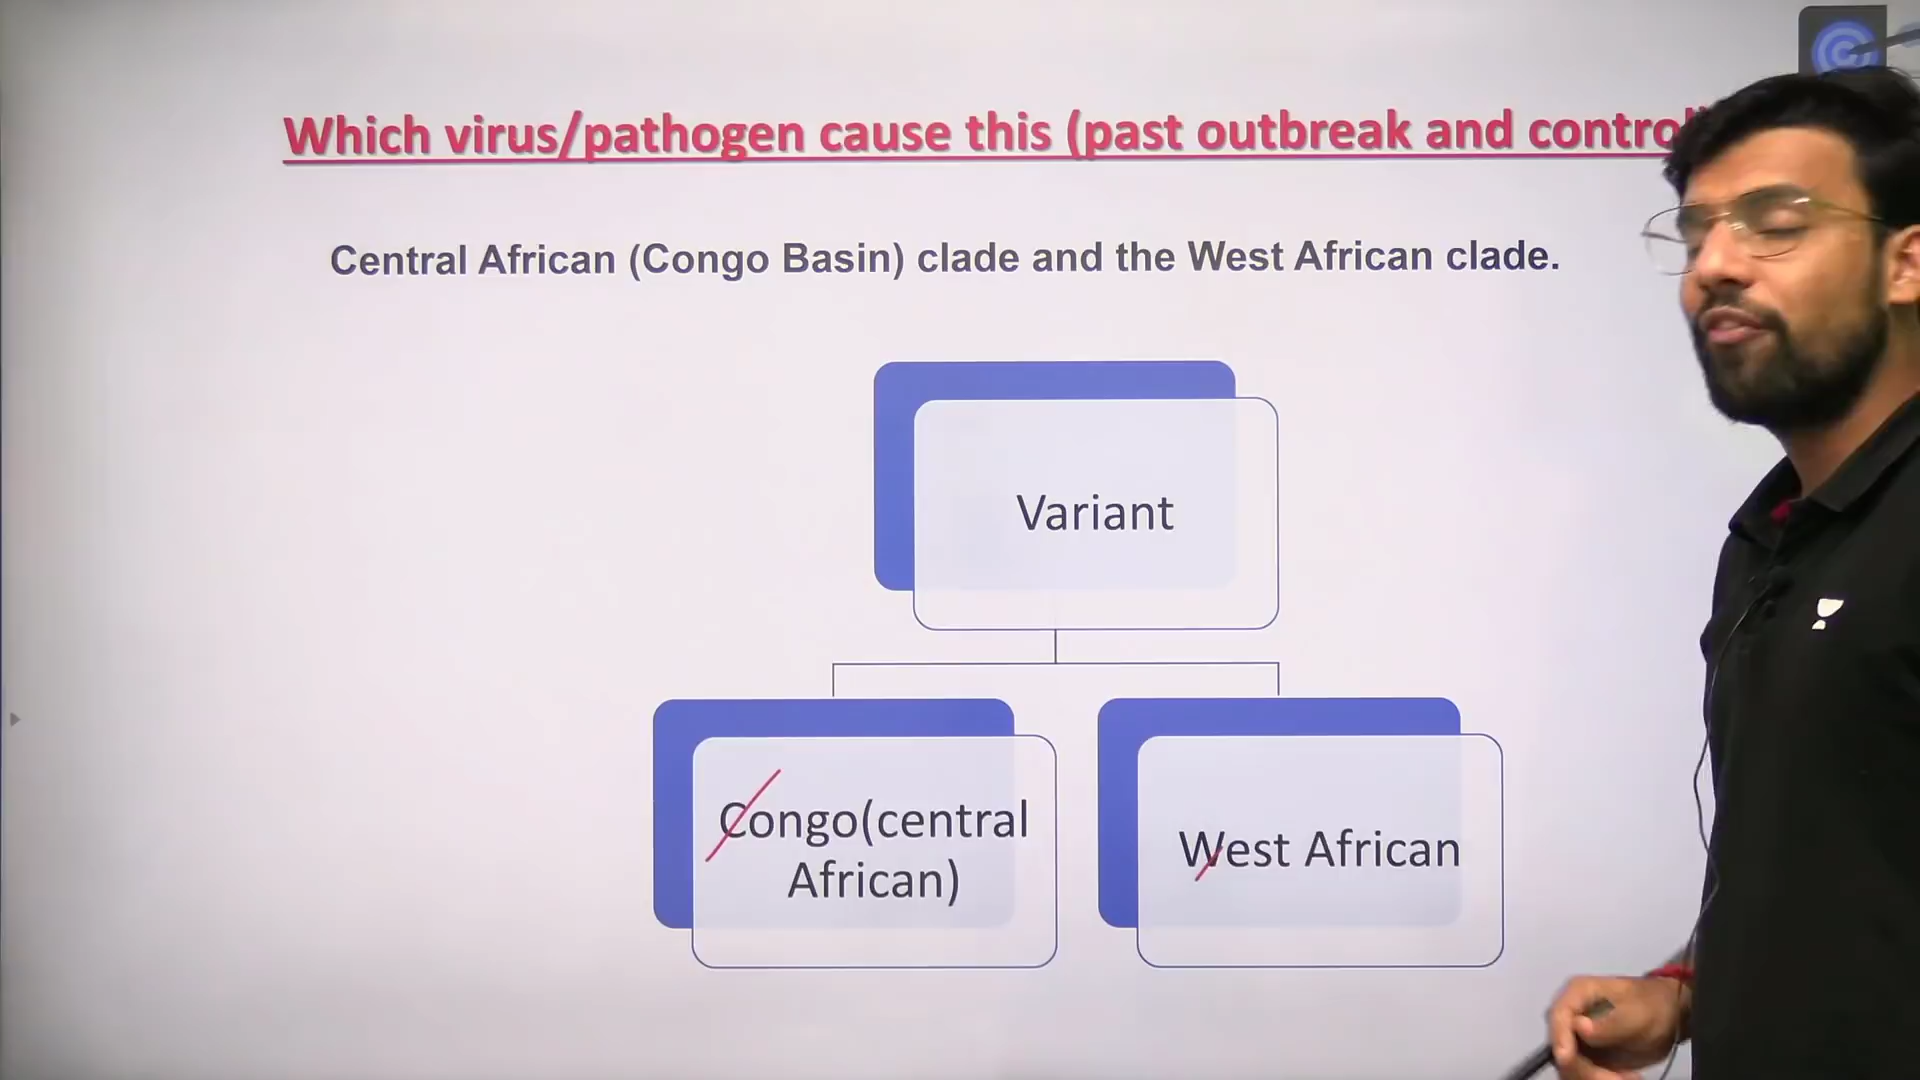 Which virus/pathogen cause this (past outbreak and control
Central African (Congo Basin) clade and the West African clade.
Variant
Congo(central
African)
West African